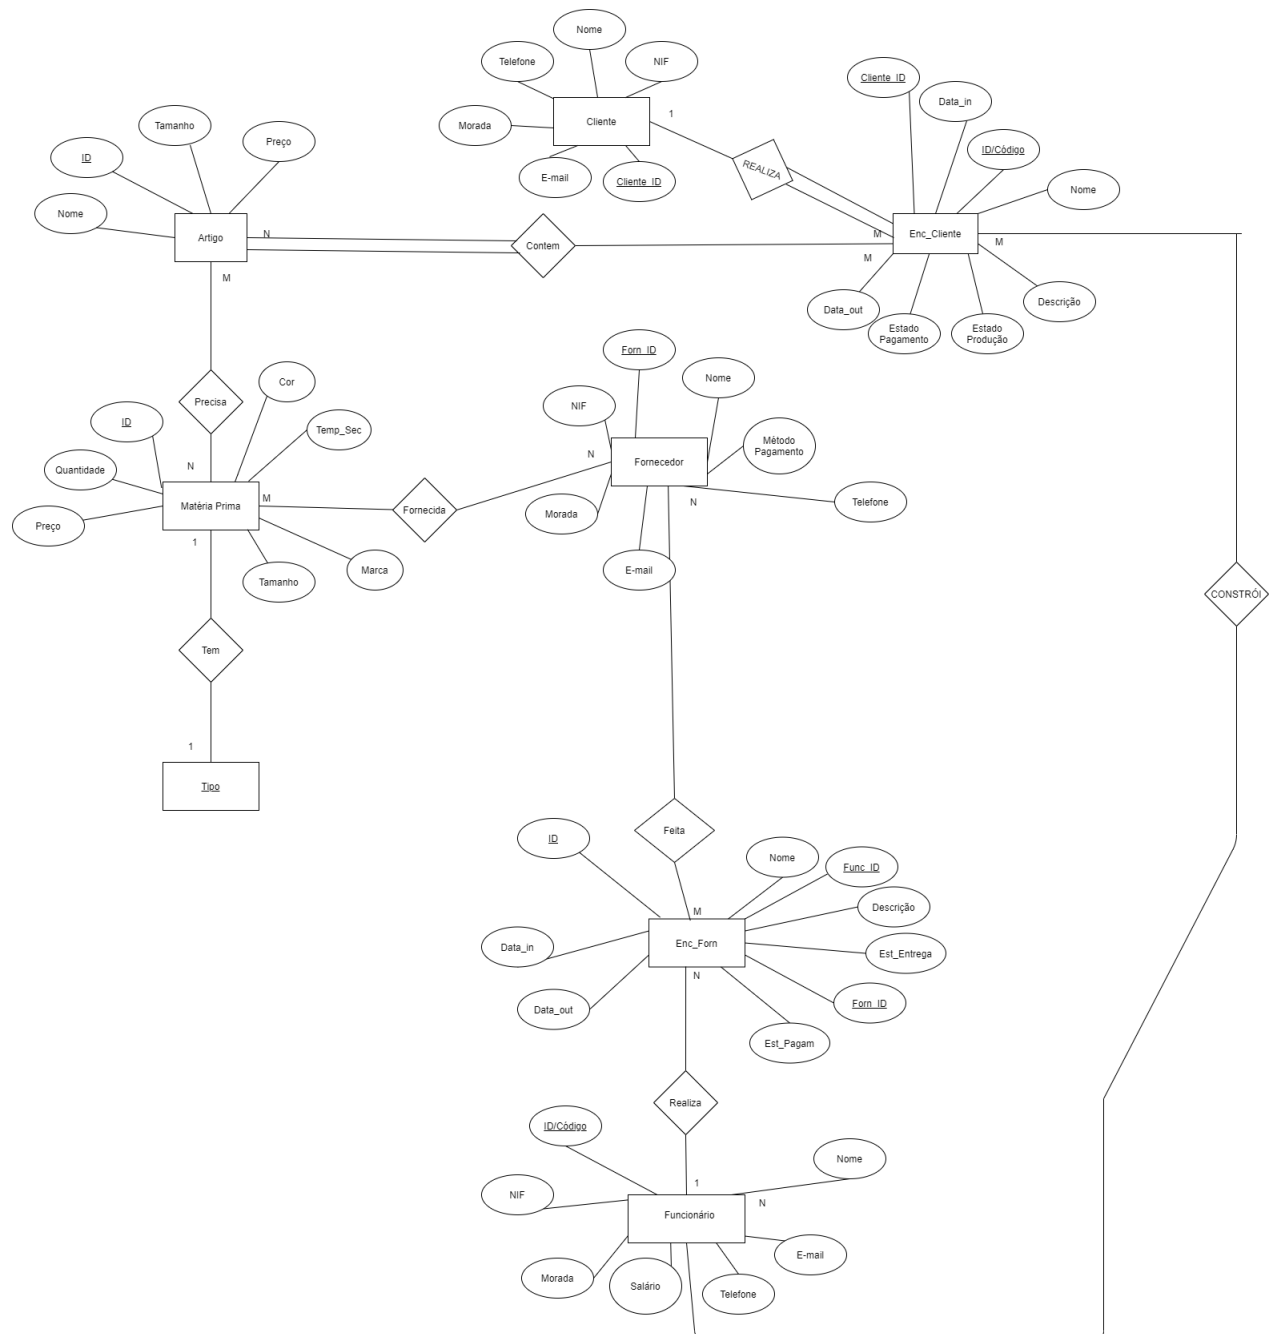 Nome
Telefone
NIF
Cliente_ID
Data_in
Morada
Cliente
1
Tamanho
Preço
ID
E-mail
Cliente_ID
REALIZA
ID/Código
Nome
Nome
Artigo
N
Contem
M
Enc_Cliente
M
M
M
Data_out
Estado
Pagamento
Estado
Produção
Descrição
Forn_ID
Nome
Cor
Precisa
NIF
ID
Temp_Sec
Método
Pagamento
N
N
Fornecedor
Quantidade
M
Matéria Prima
Fornecida
N
Telefone
Preço
Morada
1
Tamanho
Marca
E-mail
CONSTRÓI
Tem
1
Tipo
Feita
ID
Nome
Func_ID
M
Descrição
Data_in
Enc_Forn
Est_Entrega
N
Data_out
Forn_ID
Est_Pagam
Realiza
ID/Código
Nome
1
NIF
N
Funcionário
E-mail
Morada
Salário
Telefone